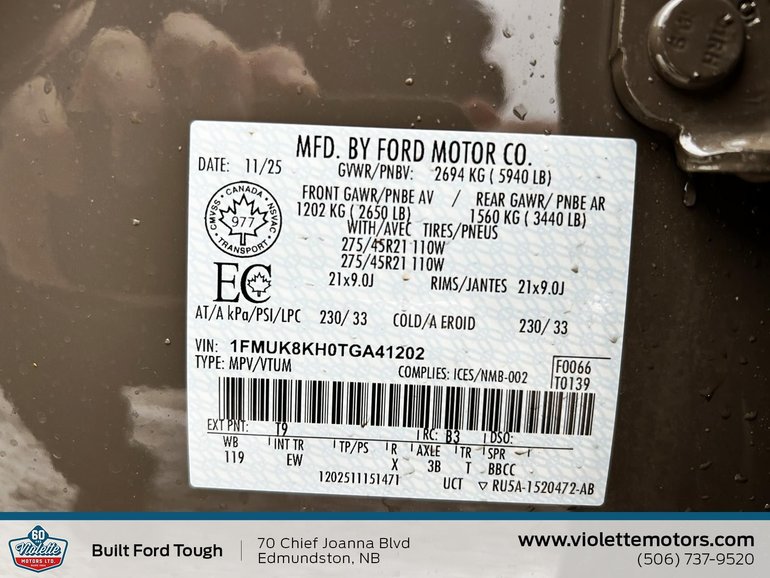 MFD. BY FORD MOTOR CO.
DATE: 11/25
GVWR/PNBV: 2694 KG ( 5940 LB)
FRONT GAWR/PNBE AV / REAR GAWR/ PNBE AR
1202 KG ( 2650 LB) 1560 KG ( 3440 LB)
WITH/AVEC TIRES/PNEUS
275/45R21 110W
275/45R21 110W
21x9.0J RIMS/JANTES 21x9.0J
CMVSS · CANADA · NSVAC
977
TRANSPORT
EC
AT/A kPa/PSI/LPC 230/ 33 COLD/A EROID 230/ 33
VIN: 1FMUK8KH0TGA41202
TYPE: MPV/VTUM COMPLIES: ICES/NMB-002
F0066
T0139
EXT PNT: T9 RC: B3 DSO:
WB INT TR TP/PS R AXLE TR SPR
119 EW X 3B T BBCC
1202511151471 UCT ▽ RU5A-1520472-AB
60
Violette
MOTORS LTD.
Built Ford Tough
70 Chief Joanna Blvd
Edmundston, NB
www.violettemotors.com
(506) 737-9520